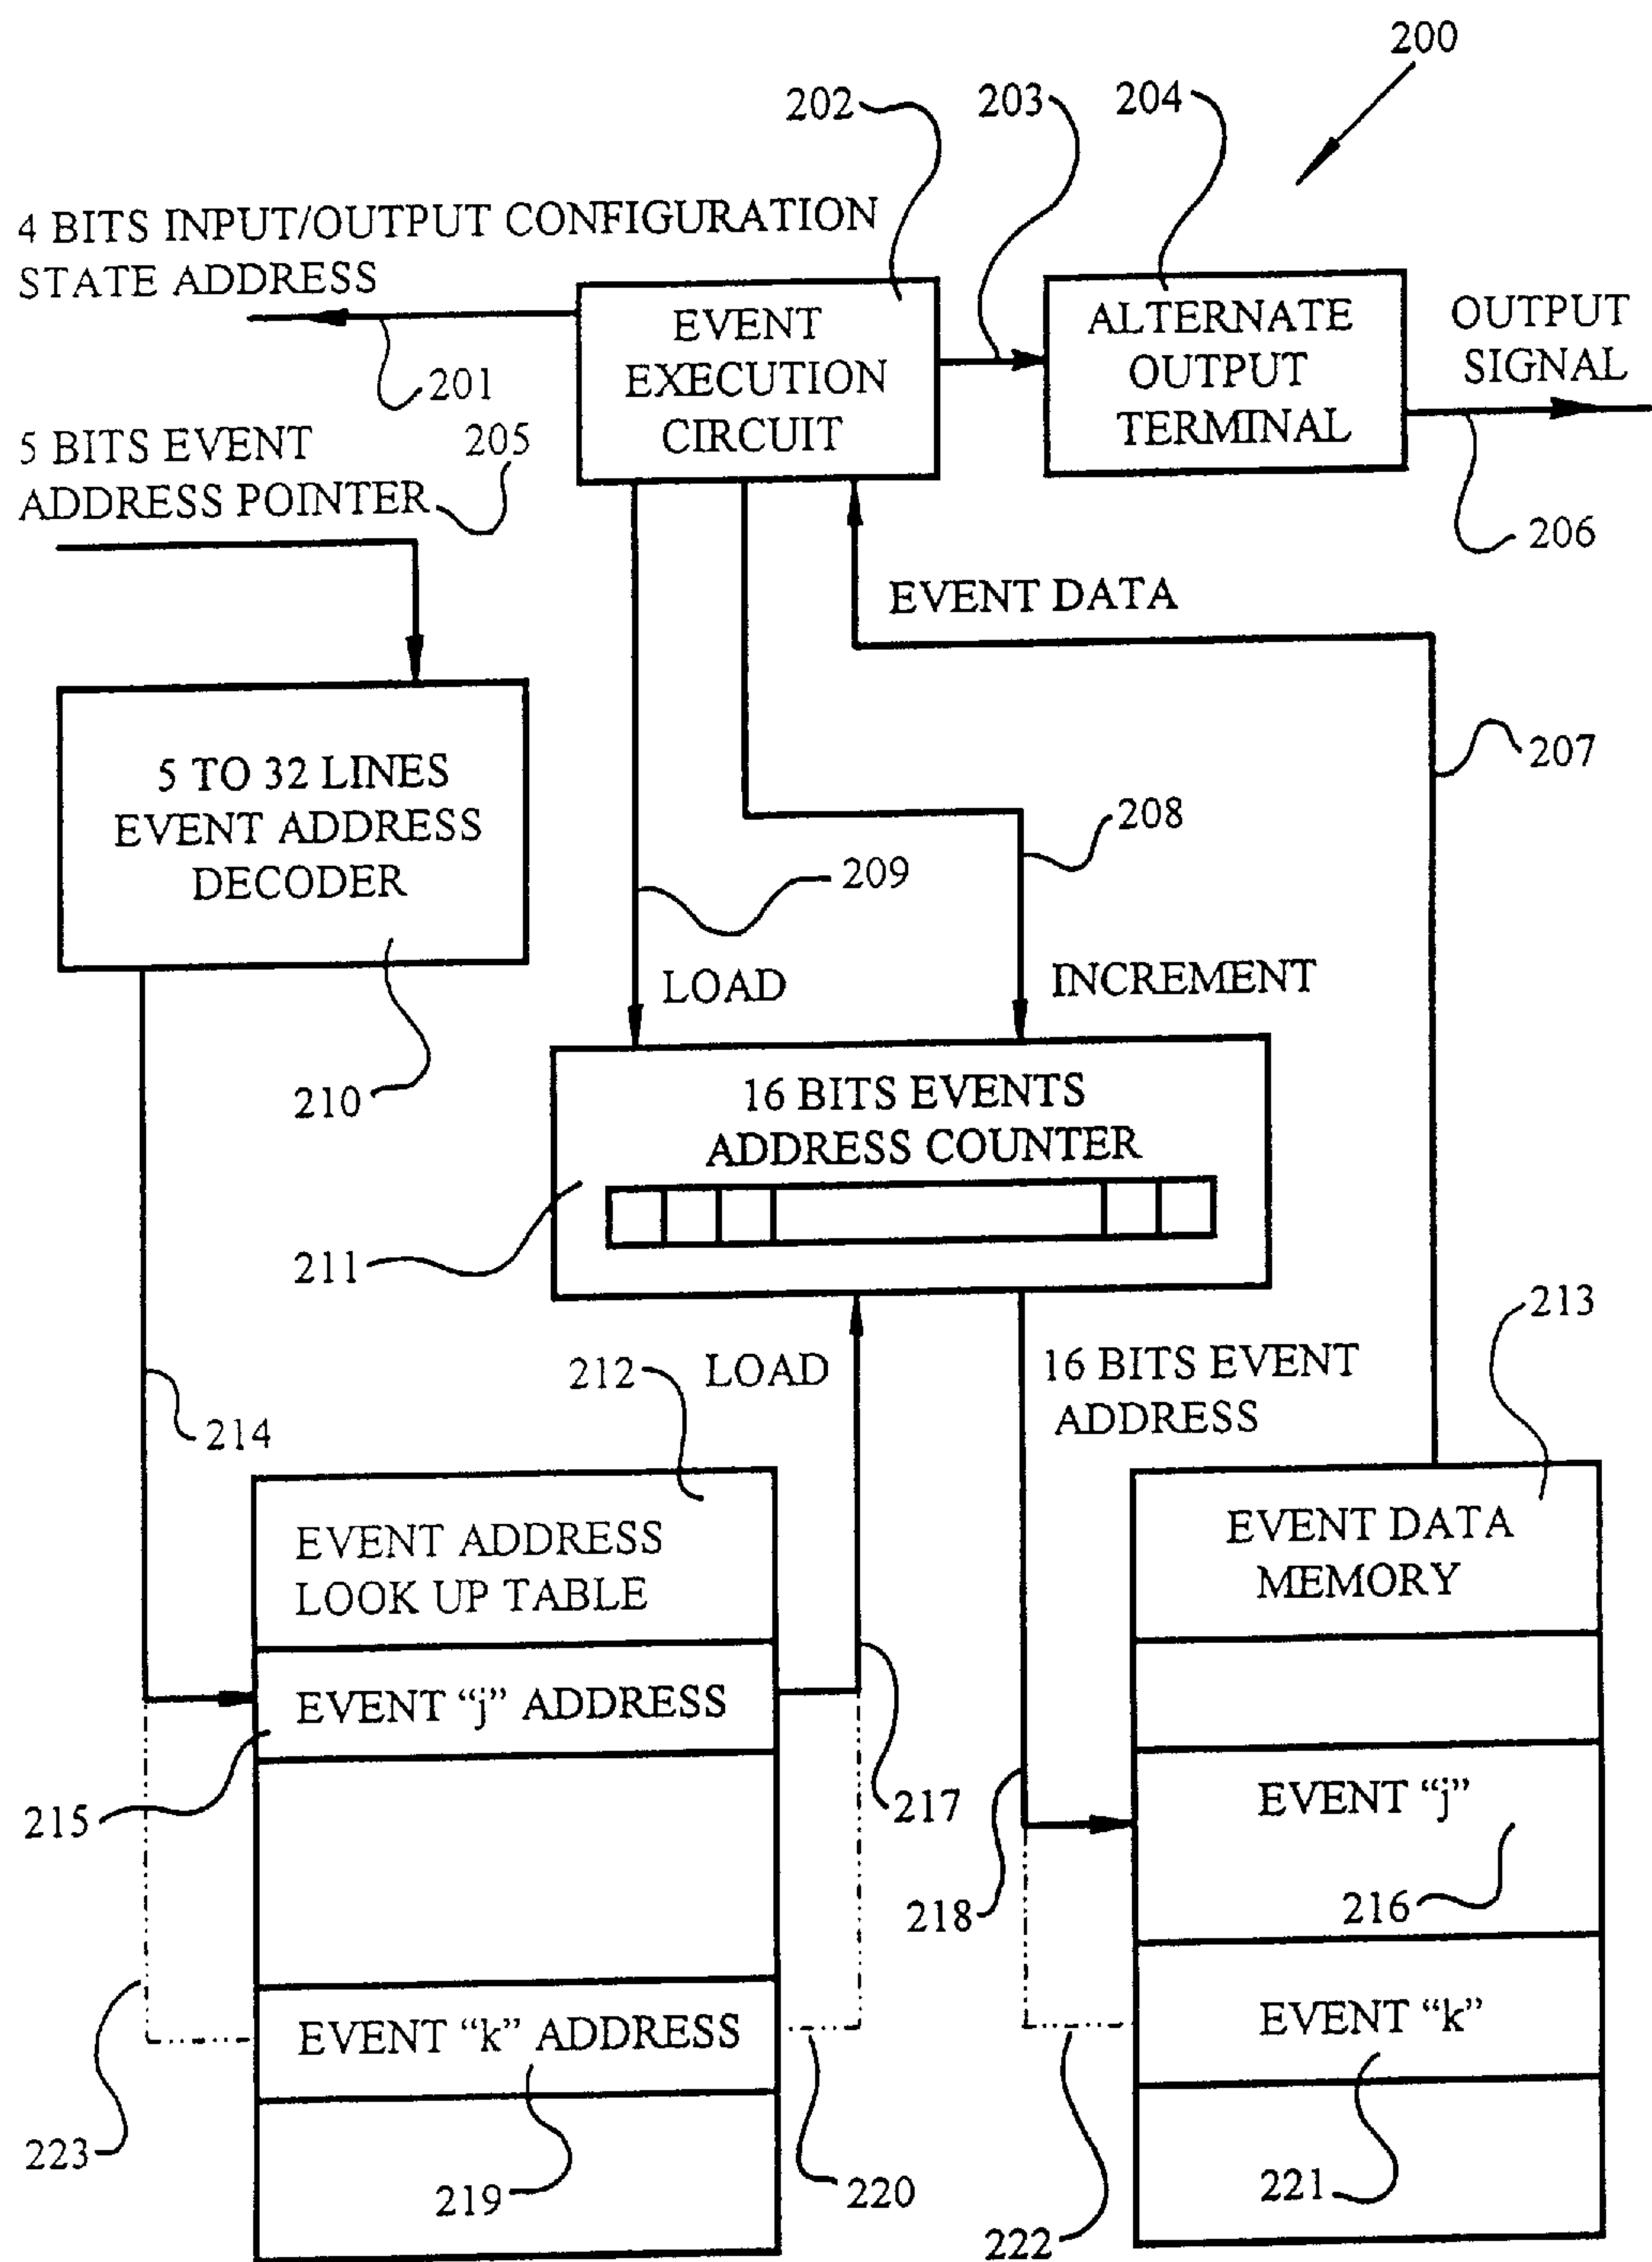 200
202
203
204
4 BITS INPUT/OUTPUT CONFIGURATION
STATE ADDRESS
201
EVENT
EXECUTION
CIRCUIT
ALTERNATE
OUTPUT
TERMINAL
OUTPUT
SIGNAL
206
5 BITS EVENT
ADDRESS POINTER
205
EVENT DATA
207
5 TO 32 LINES
EVENT ADDRESS
DECODER
210
208
209
LOAD
INCREMENT
16 BITS EVENTS
ADDRESS COUNTER
211
213
212
LOAD
16 BITS EVENT
ADDRESS
214
EVENT ADDRESS
LOOK UP TABLE
EVENT DATA
MEMORY
EVENT “j” ADDRESS
215
217
EVENT “j”
216
218
EVENT “k” ADDRESS
EVENT “k”
223
219
220
222
221